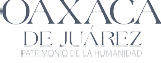 OAXACA
DE JUÁREZ
PATRIMONIO DE LA HUMANIDAD